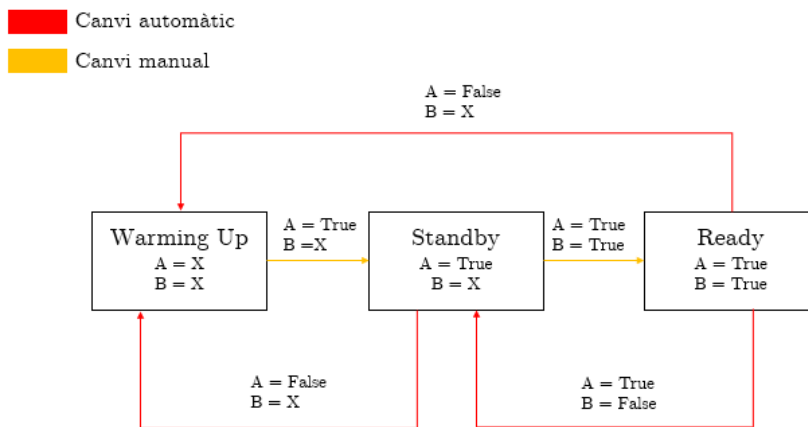 Canvi automàtic
Canvi manual
A = False
B = X
Warming Up
A = X
B = X
A = True
B =X
Standby
A = True
B = X
A = True
B = True
Ready
A = True
B = True
A = False
B = X
A = True
B = False